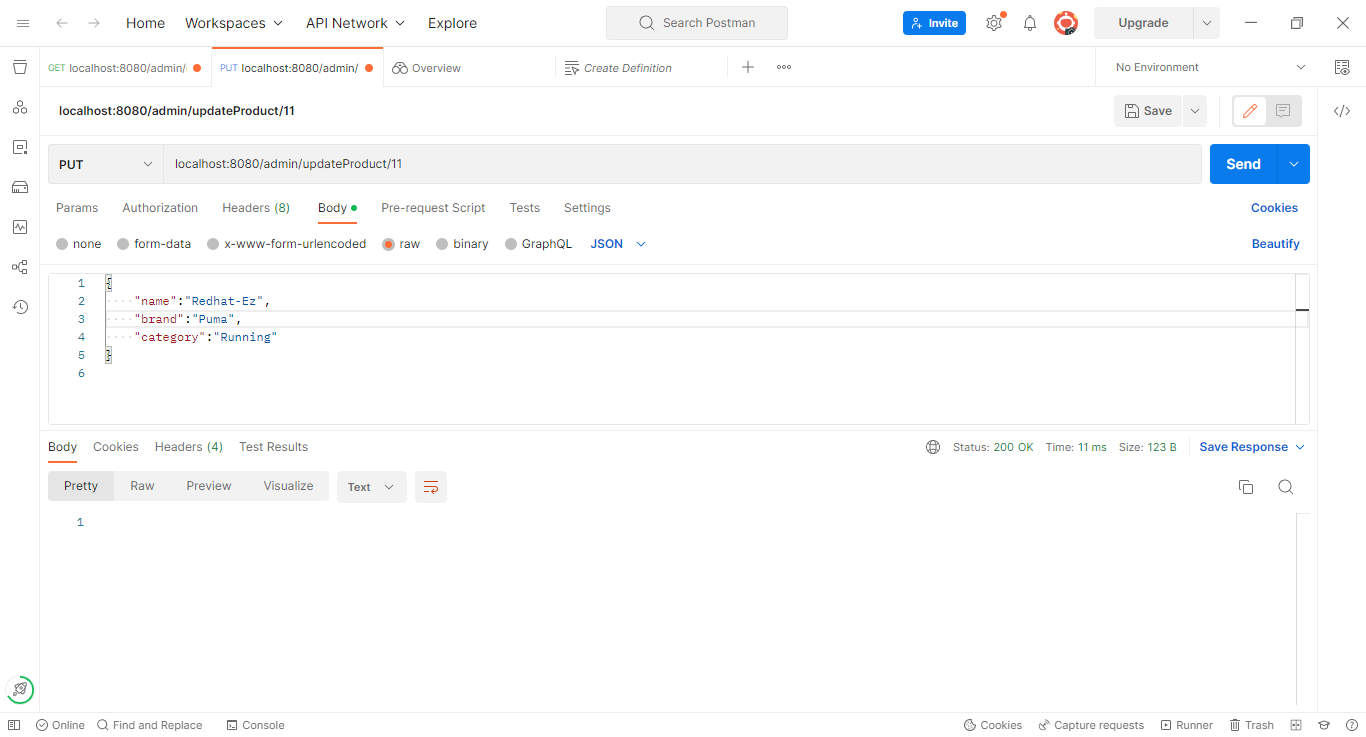 Home Workspaces API Network Explore Search Postman Invite Upgrade
GET localhost:8080/admin/ PUT localhost:8080/admin/ Overview Create Definition No Environment
localhost:8080/admin/updateProduct/11 Save
PUT localhost:8080/admin/updateProduct/11 Send
Params Authorization Headers (8) Body Pre-request Script Tests Settings Cookies
none form-data x-www-form-urlencoded raw binary GraphQL JSON Beautify
1 {
2 "name":"Redhat-Ez",
3 "brand":"Puma",
4 "category":"Running"
5 }
6
Body Cookies Headers (4) Test Results Status: 200 OK Time: 11 ms Size: 123 B Save Response
Pretty Raw Preview Visualize Text
1
Online Find and Replace Console Cookies Capture requests Runner Trash